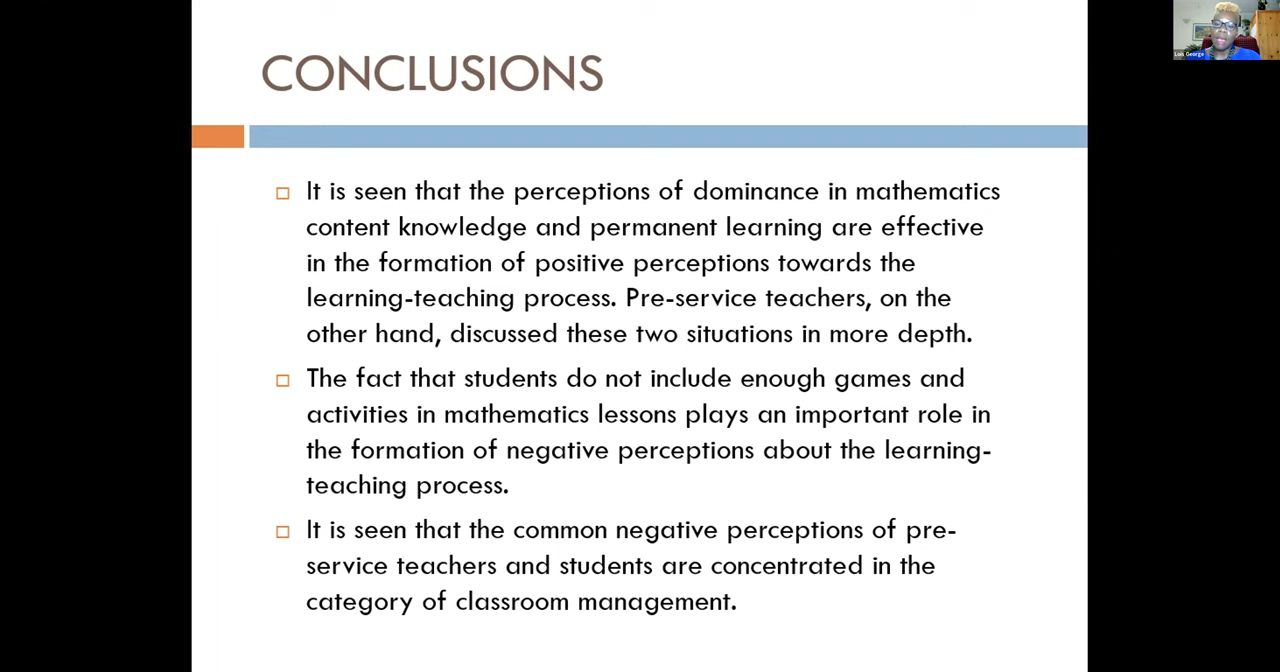 CONCLUSIONS
Lois George
It is seen that the perceptions of dominance in mathematics
content knowledge and permanent learning are effective
in the formation of positive perceptions towards the
learning-teaching process. Pre-service teachers, on the
other hand, discussed these two situations in more depth.
The fact that students do not include enough games and
activities in mathematics lessons plays an important role in
the formation of negative perceptions about the learning-
teaching process.
It is seen that the common negative perceptions of pre-
service teachers and students are concentrated in the
category of classroom management.